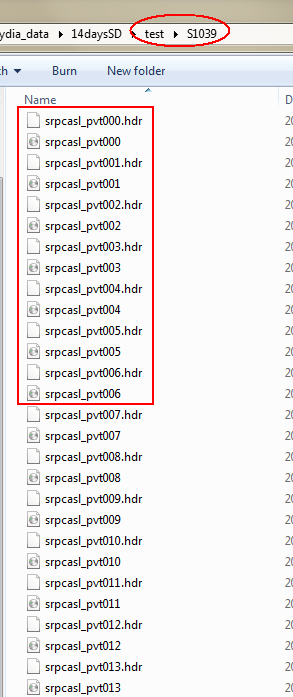 ydia_data ▸ 14daysSD ▸ test ▸ S1039
th ▾ Burn New folder
Name
srpcasl_pvt000.hdr
srpcasl_pvt000
srpcasl_pvt001.hdr
srpcasl_pvt001
srpcasl_pvt002.hdr
srpcasl_pvt002
srpcasl_pvt003.hdr
srpcasl_pvt003
srpcasl_pvt004.hdr
srpcasl_pvt004
srpcasl_pvt005.hdr
srpcasl_pvt005
srpcasl_pvt006.hdr
srpcasl_pvt006
srpcasl_pvt007.hdr
srpcasl_pvt007
srpcasl_pvt008.hdr
srpcasl_pvt008
srpcasl_pvt009.hdr
srpcasl_pvt009
srpcasl_pvt010.hdr
srpcasl_pvt010
srpcasl_pvt011.hdr
srpcasl_pvt011
srpcasl_pvt012.hdr
srpcasl_pvt012
srpcasl_pvt013.hdr
srpcasl_pvt013